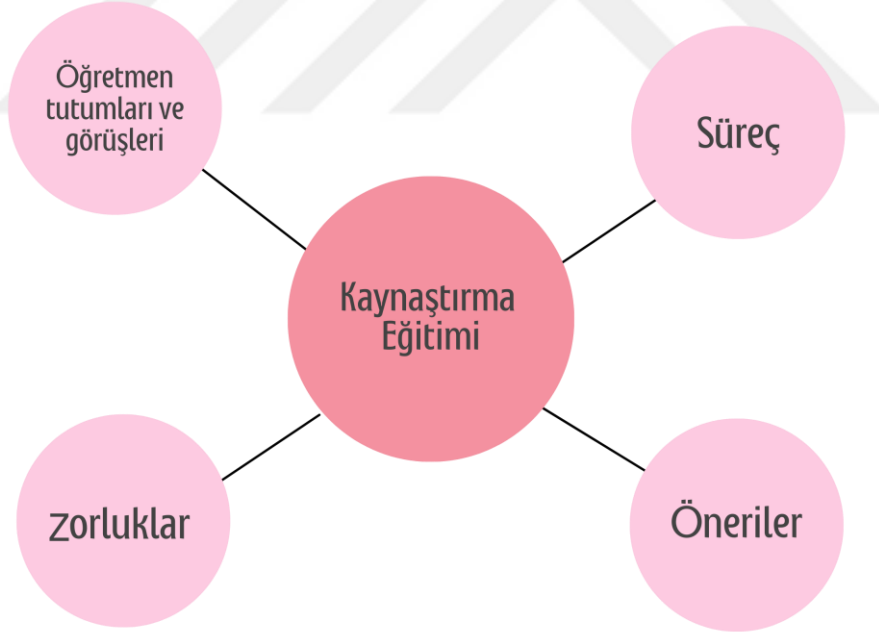 Öğretmen
tutumları ve
görüşleri
Süreç
Kaynaştırma
Eğitimi
Zorluklar
Öneriler